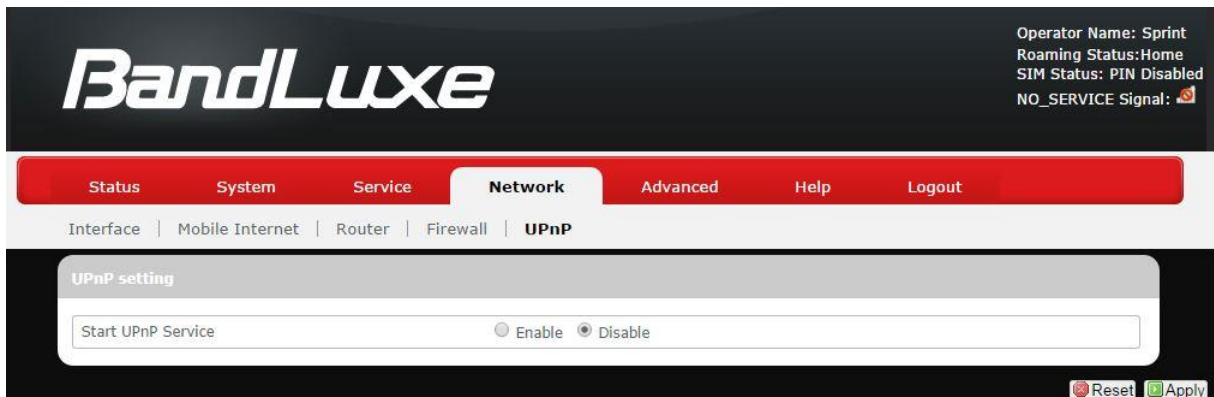 BandLuxe
Operator Name: Sprint
Roaming Status:Home
SIM Status: PIN Disabled
NO_SERVICE Signal:
Status System Service Network Advanced Help Logout
Interface | Mobile Internet | Router | Firewall | UPnP
UPnP setting
Start UPnP Service Enable Disable
Reset Apply